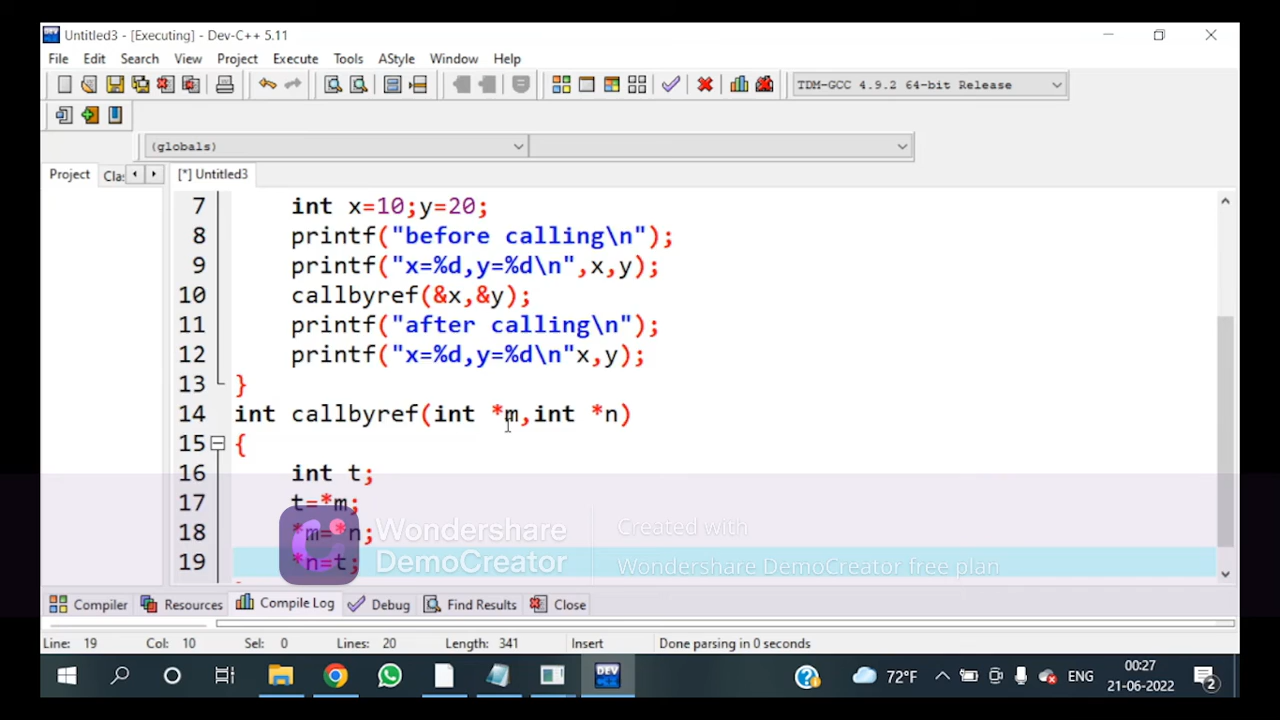 Untitled3 - [Executing] - Dev-C++ 5.11
File Edit Search View Project Execute Tools AStyle Window Help
TDM-GCC 4.9.2 64-bit Release
(globals)
Project Cla [*] Untitled3
7 int x=10;y=20;
8 printf("before calling\n");
9 printf("x=%d,y=%d\n",x,y);
10 callbyref(&x,&y);
11 printf("after calling\n");
12 printf("x=%d,y=%d\n"x,y);
13 }
14 int callbyref(int *m,int *n)
15 {
16 int t;
17 t=*m;
18 *m=*n;
19 *n=t;
Wondershare DemoCreator
Created with
Wondershare DemoCreator free plan
Compiler Resources Compile Log Debug Find Results Close
Line: 19 Col: 10 Sel: 0 Lines: 20 Length: 341 Insert Done parsing in 0 seconds
DEV
72°F ENG 00:27
21-06-2022 2